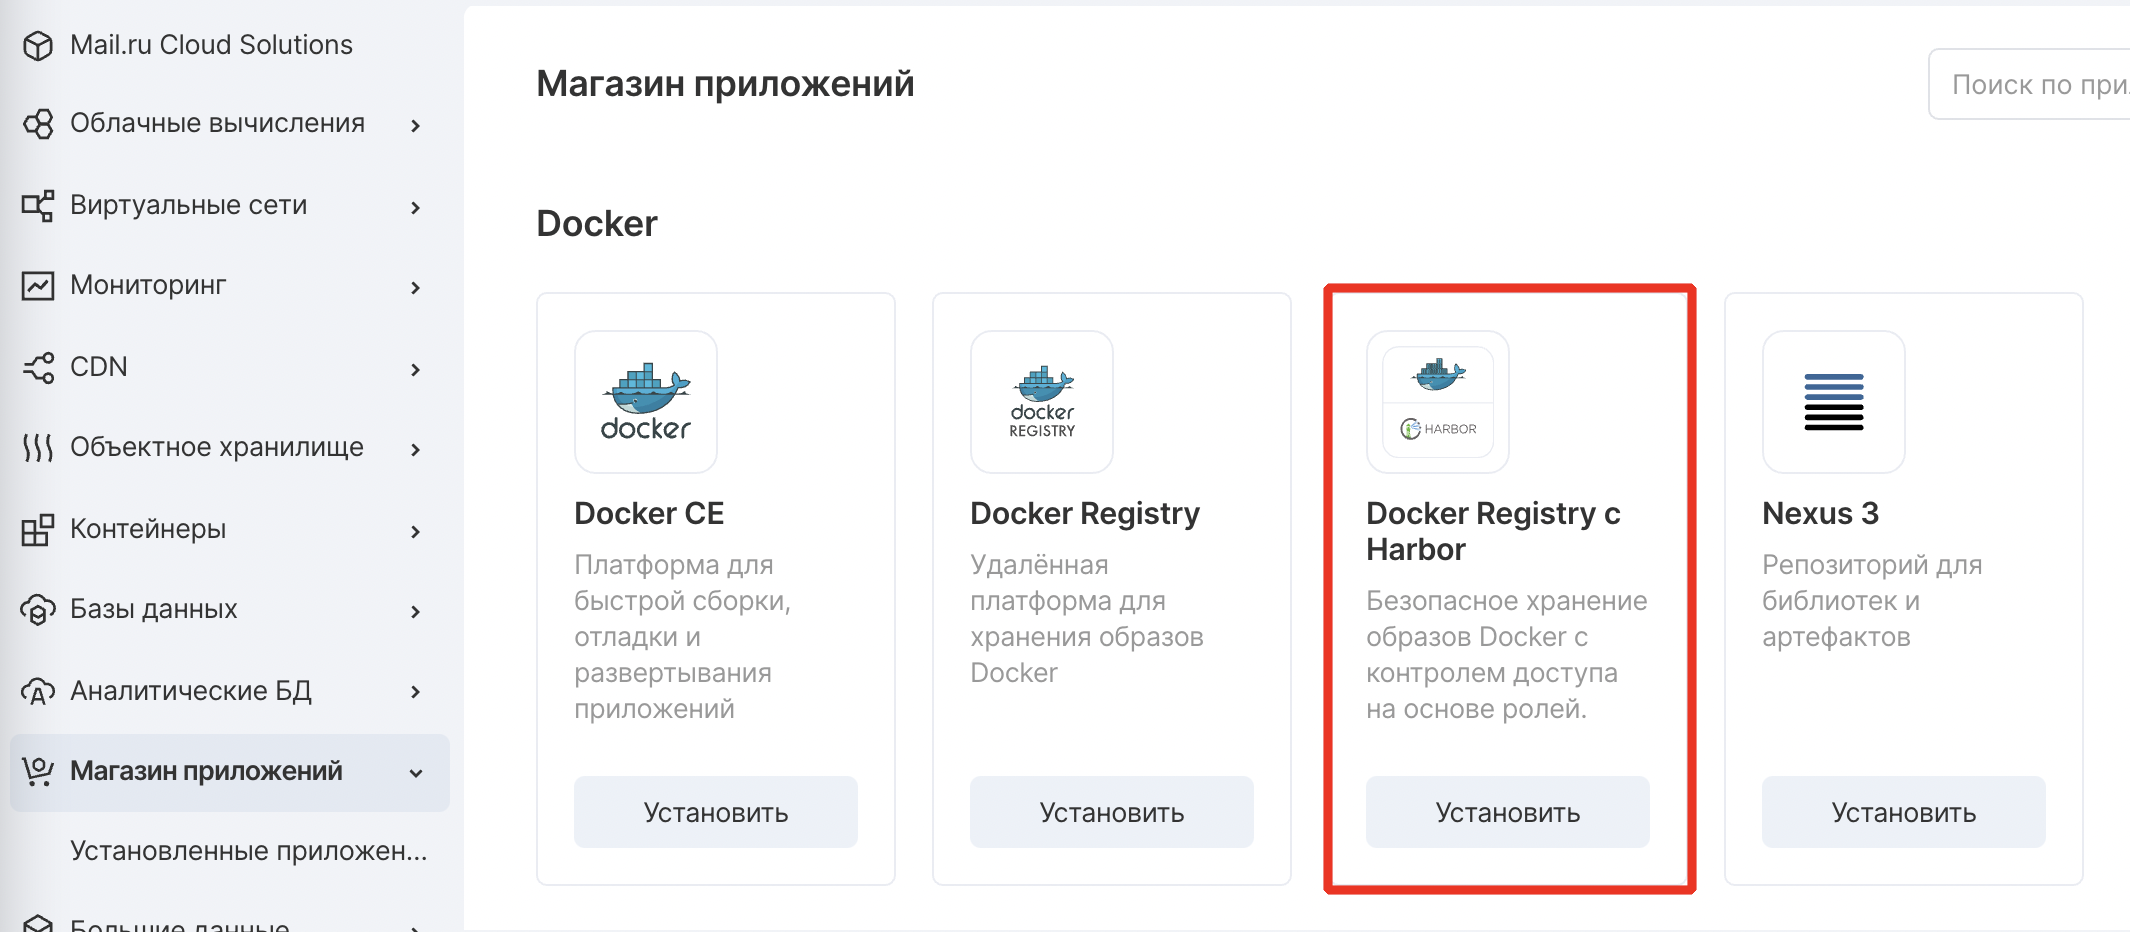 Mail.ru Cloud Solutions
Облачные вычисления
Виртуальные сети
Мониторинг
CDN
Объектное хранилище
Контейнеры
Базы данных
Аналитические БД
Магазин приложений
Установленные приложен...
Большие данные
Магазин приложений
Поиск по при
Docker
docker
Docker CE
Платформа для
быстрой сборки,
отладки и
развертывания
приложений
Установить
docker
REGISTRY
Docker Registry
Удалённая
платформа для
хранения образов
Docker
Установить
HARBOR
Docker Registry с
Harbor
Безопасное хранение
образов Docker с
контролем доступа
на основе ролей.
Установить
Nexus 3
Репозиторий для
библиотек и
артефактов
Установить